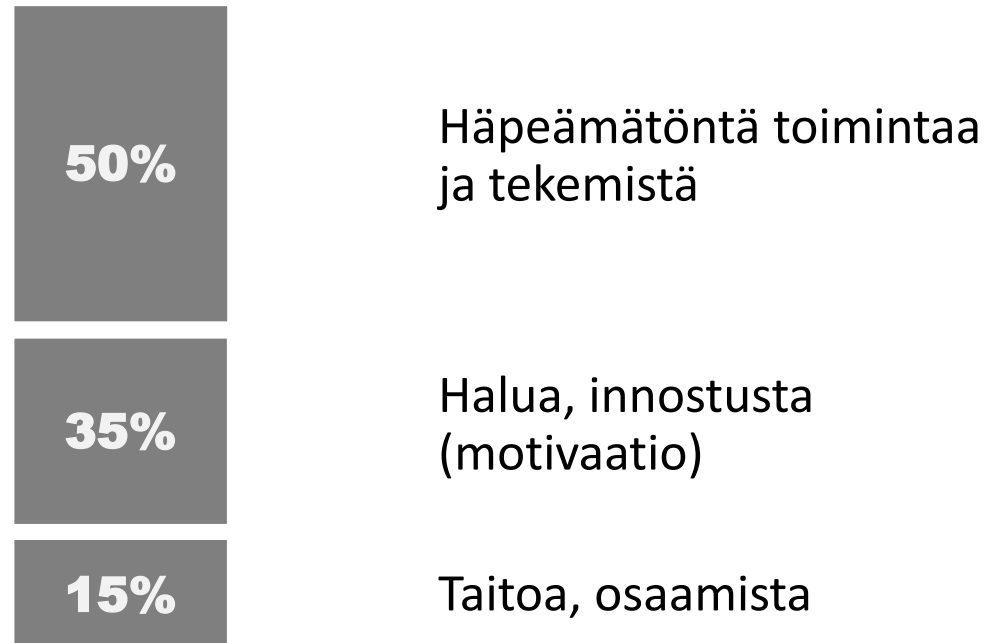 50%
Häpeämätöntä toimintaa
ja tekemistä
35%
Halua, innostusta
(motivaatio)
15%
Taitoa, osaamista